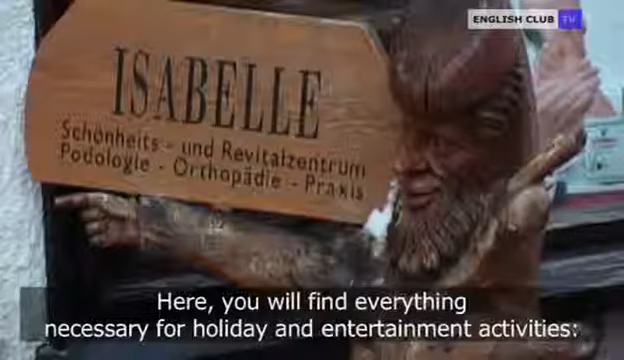 ENGLISH CLUB TV
ISABELLE
Schönheits - und Revitalzentrum
Podologie - Orthopädie - Praxis
Here, you will find everything
necessary for holiday and entertainment activities: